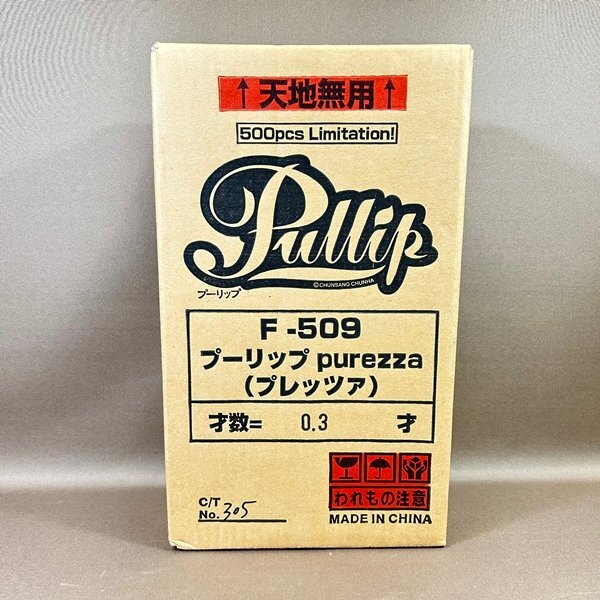 ↑天地無用↑
500pcs Limitation!
Pullip
©CHUNSANG CHUNHA
プーリップ
F -509
プーリップ purezza
（プレッツァ）
才数= 0.3 才
われもの注意
C/T
No. 305
MADE IN CHINA